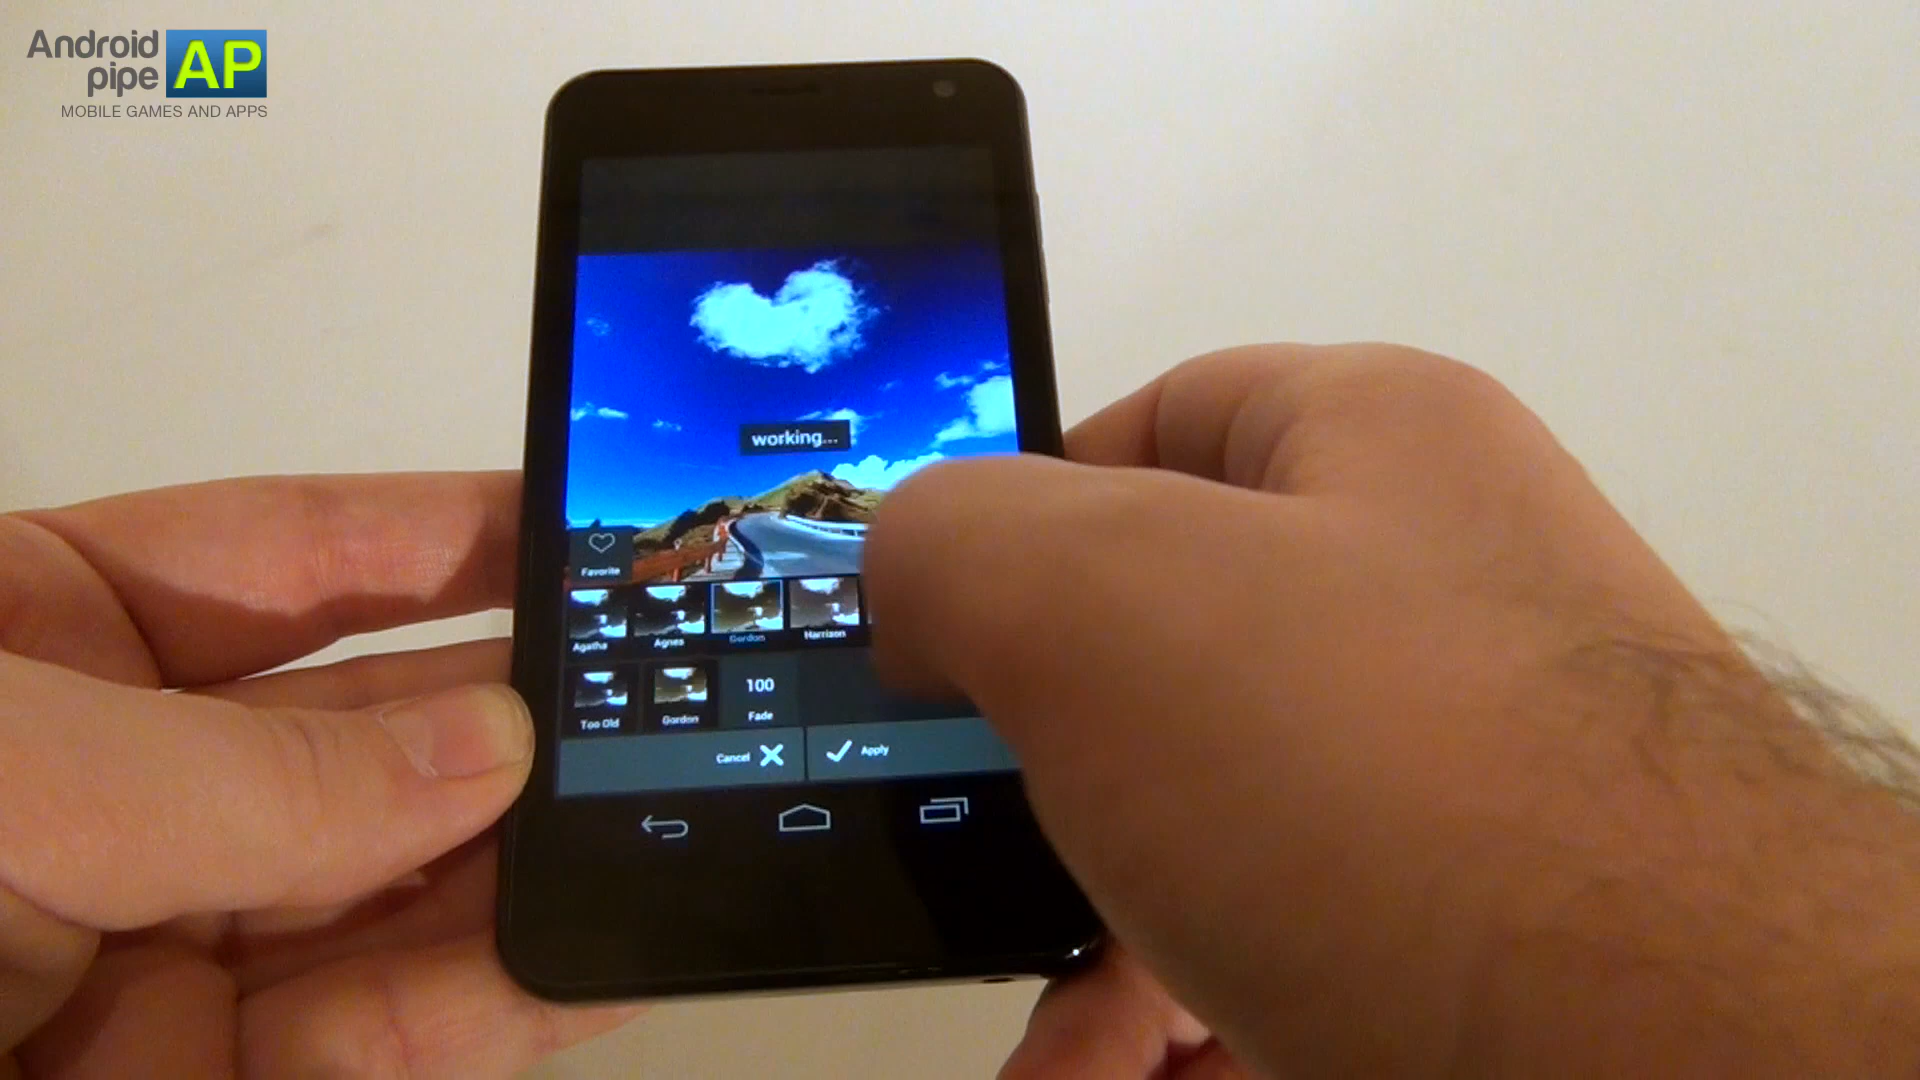 Android
pipe AP
MOBILE GAMES AND APPS
working...
Favorite
Agatha Agnes Gordon Harrison
100
Too Old Gordon Fade
Cancel Apply